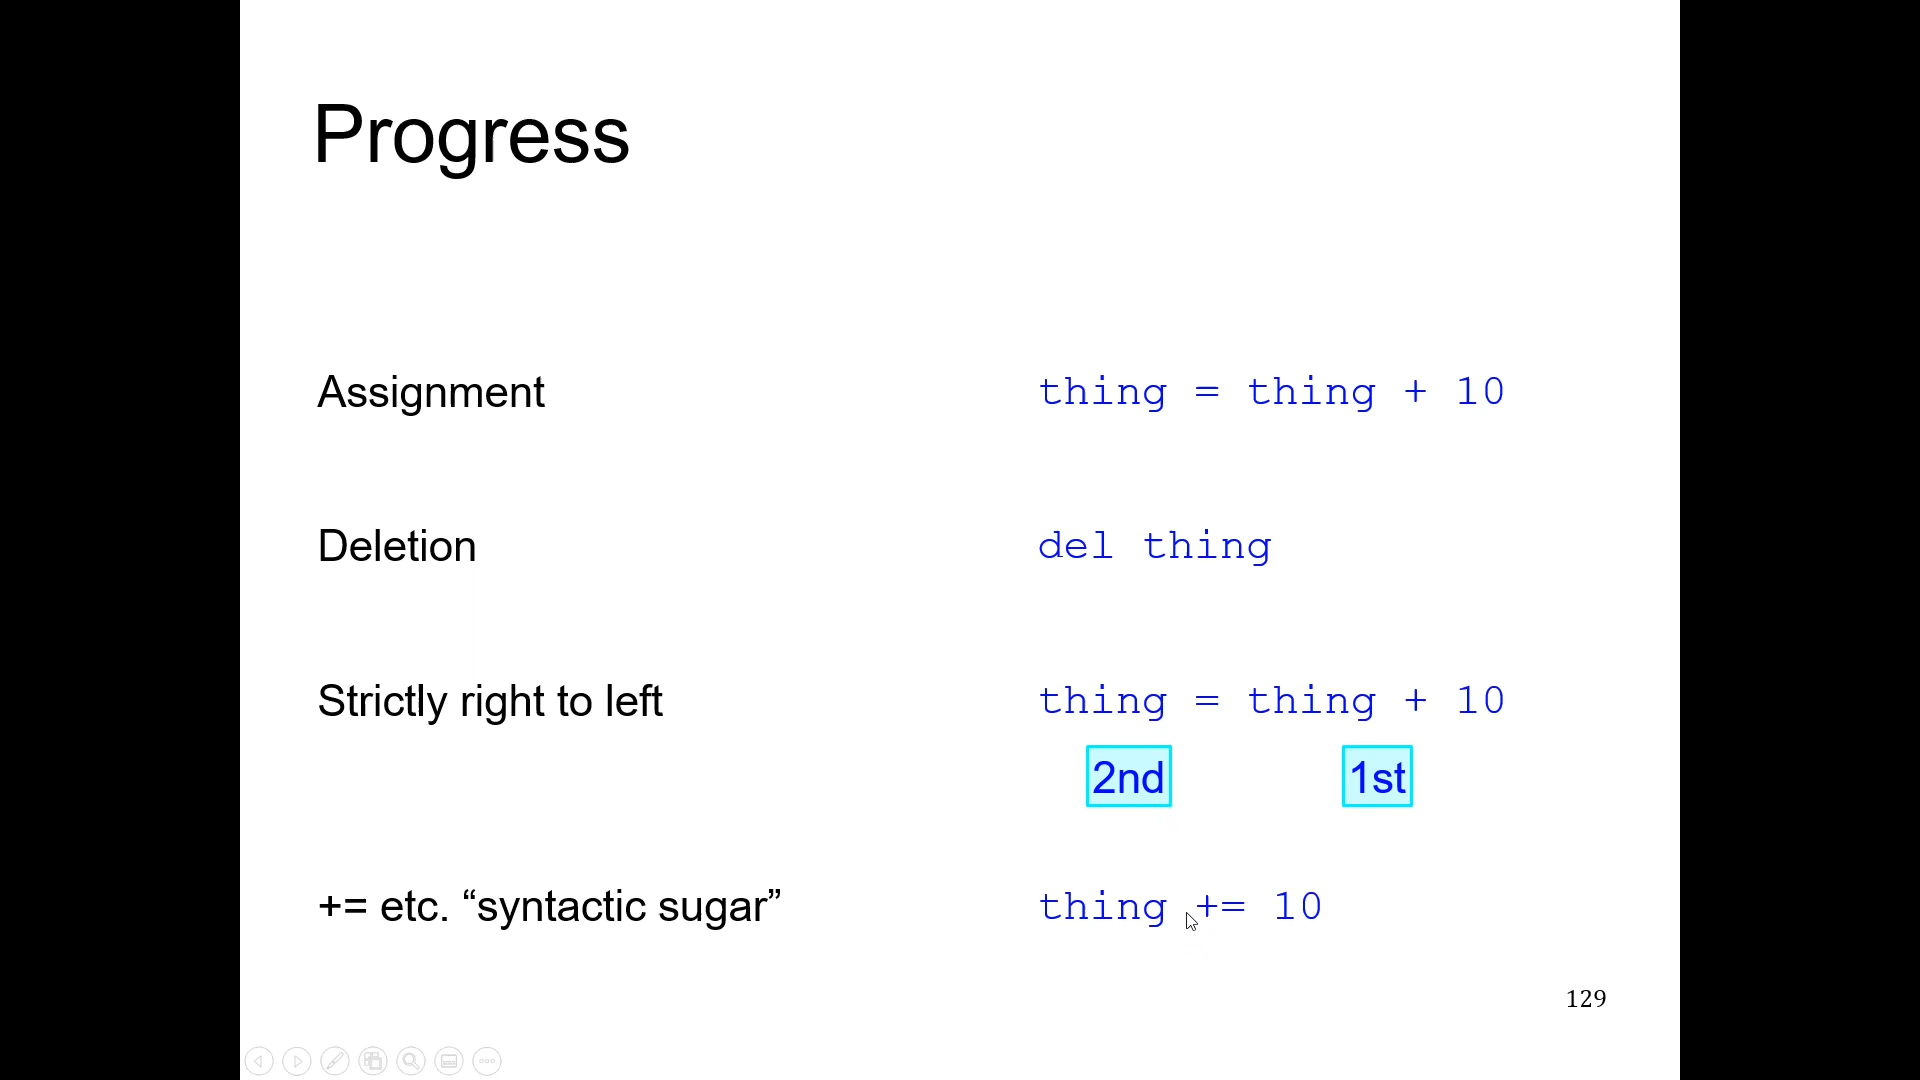 Progress
Assignment thing = thing + 10
Deletion del thing
Strictly right to left thing = thing + 10
2nd 1st
+= etc. “syntactic sugar” thing += 10
129